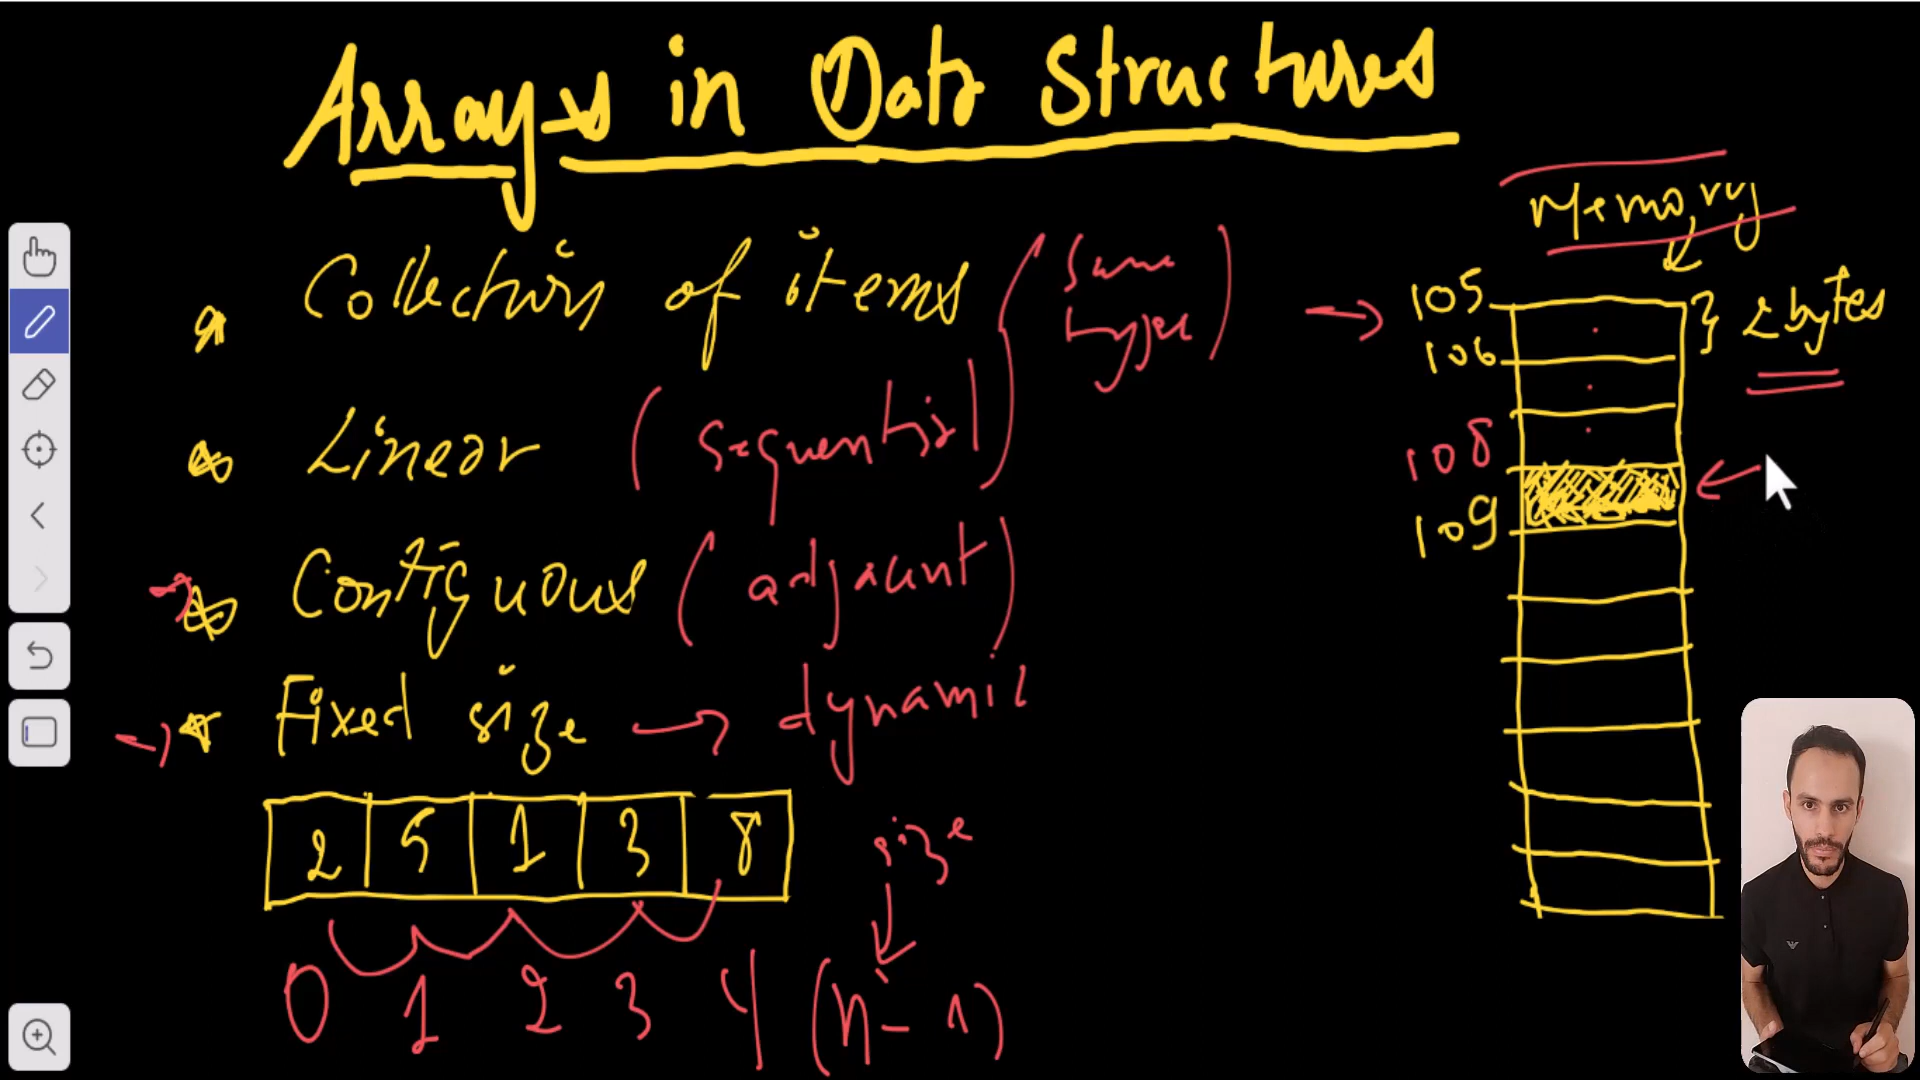 Arrays in Data Structures
Memory
Collection of items (same type)
Linear (sequential)
Contiguous (adjacent)
Fixed size → dynamic
2 5 1 3 8
size
0 1 2 3 4 (n-1)
105
2 bytes
106
108
109